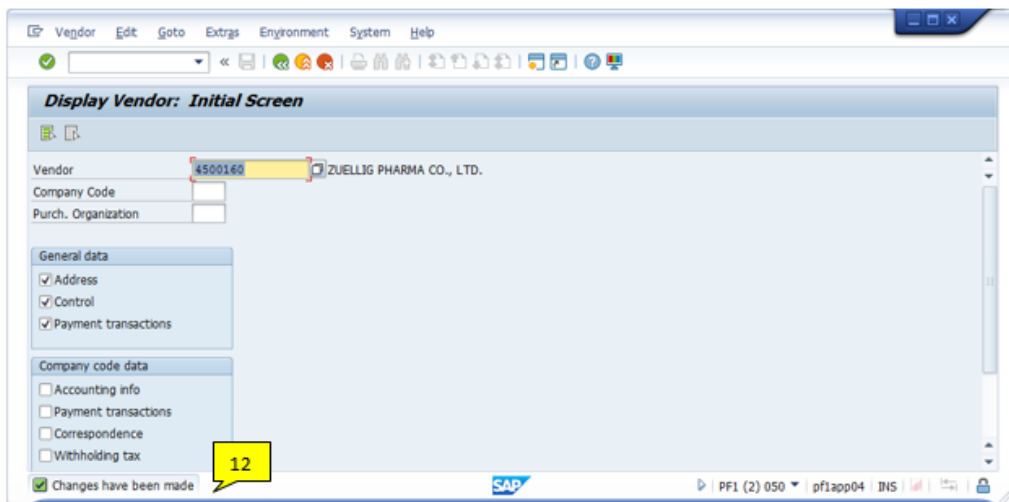 Vendor Edit Goto Extras Environment System Help
Display Vendor: Initial Screen
Vendor 4500160 ZUELLIG PHARMA CO., LTD.
Company Code
Purch. Organization
General data
Address
Control
Payment transactions
Company code data
Accounting info
Payment transactions
Correspondence
Withholding tax
12
Changes have been made SAP PF1 (2) 050 pf1app04 INS